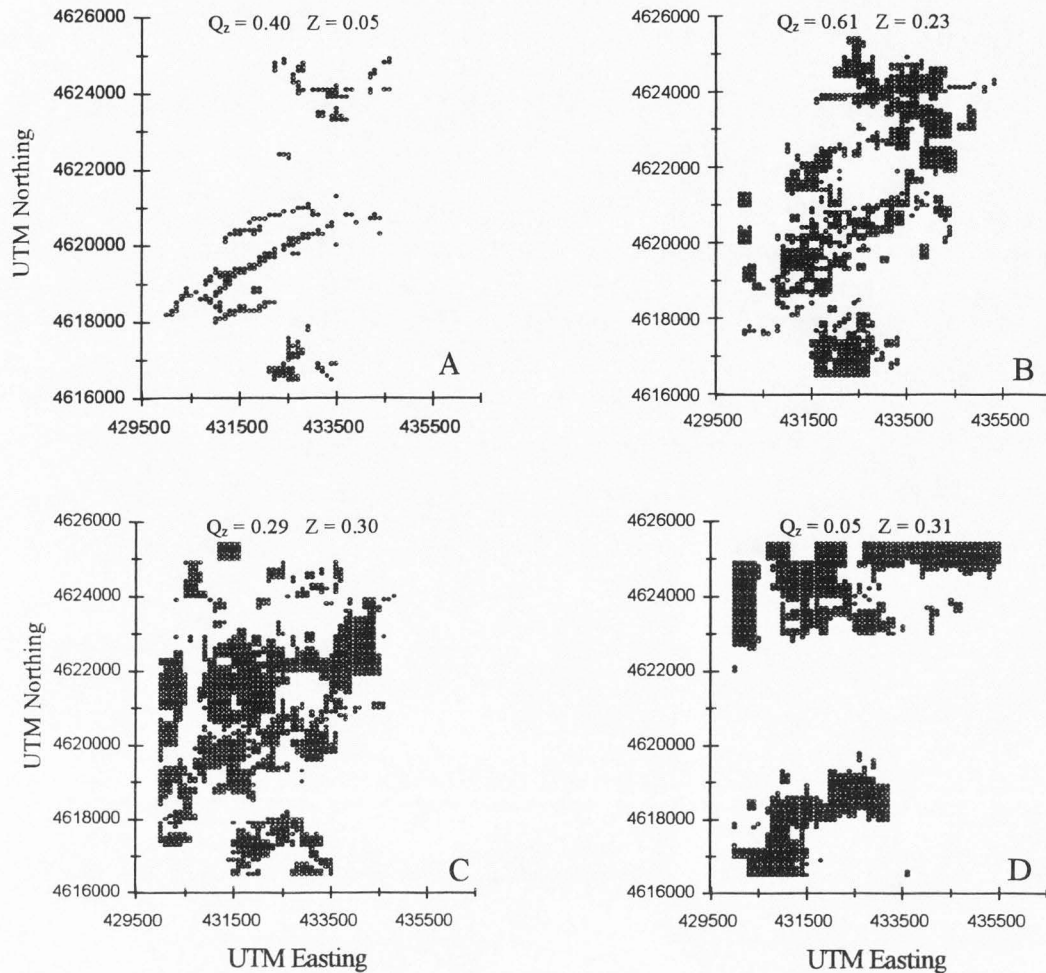 4626000
Qz = 0.40 Z = 0.05
4624000
4622000
4620000
4618000
4616000
UTM Northing
A
429500 431500 433500 435500
4626000
Qz = 0.61 Z = 0.23
4624000
4622000
4620000
4618000
4616000
B
429500 431500 433500 435500
4626000
Qz = 0.29 Z = 0.30
4624000
4622000
4620000
4618000
4616000
UTM Northing
C
429500 431500 433500 435500
UTM Easting
4626000
Qz = 0.05 Z = 0.31
4624000
4622000
4620000
4618000
4616000
D
429500 431500 433500 435500
UTM Easting